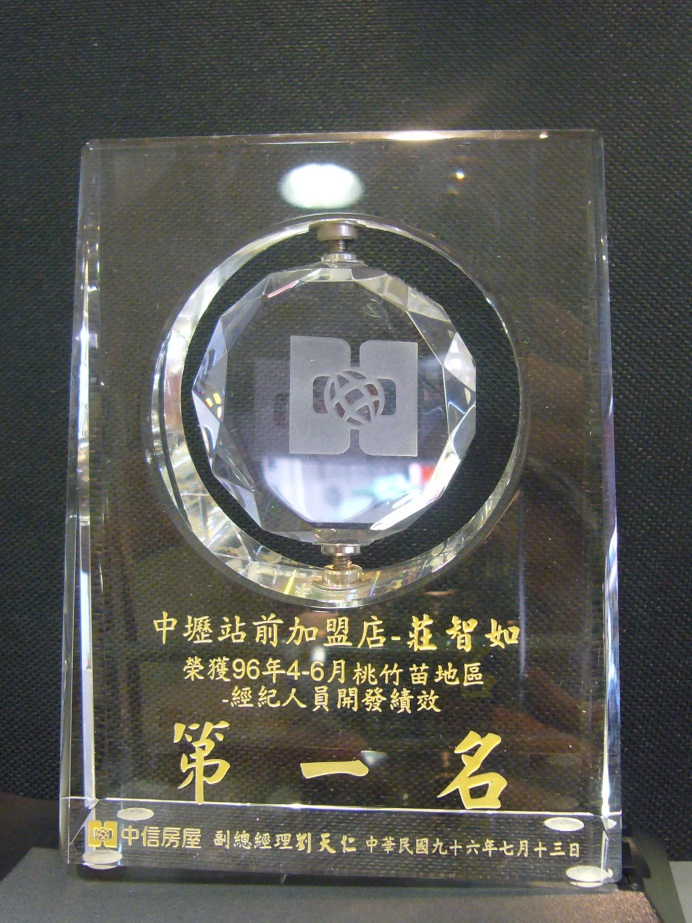 中壢站前加盟店-莊智如
榮獲96年4-6月桃竹苗地區
-經紀人員開發績效
第一名
中信房屋 副總經理劉天仁 中華民國九十六年七月十三日